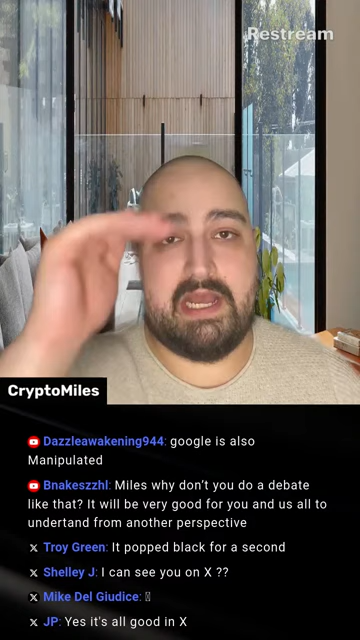 Restream
CryptoMiles
Dazzleawakening944: google is also
Manipulated
Bnakeszzhl: Miles why don't you do a debate
like that? It will be very good for you and us all to
undertand from another perspective
Troy Green: It popped black for a second
Shelley J: I can see you on X ??
Mike Del Giudice:
JP: Yes it's all good in X